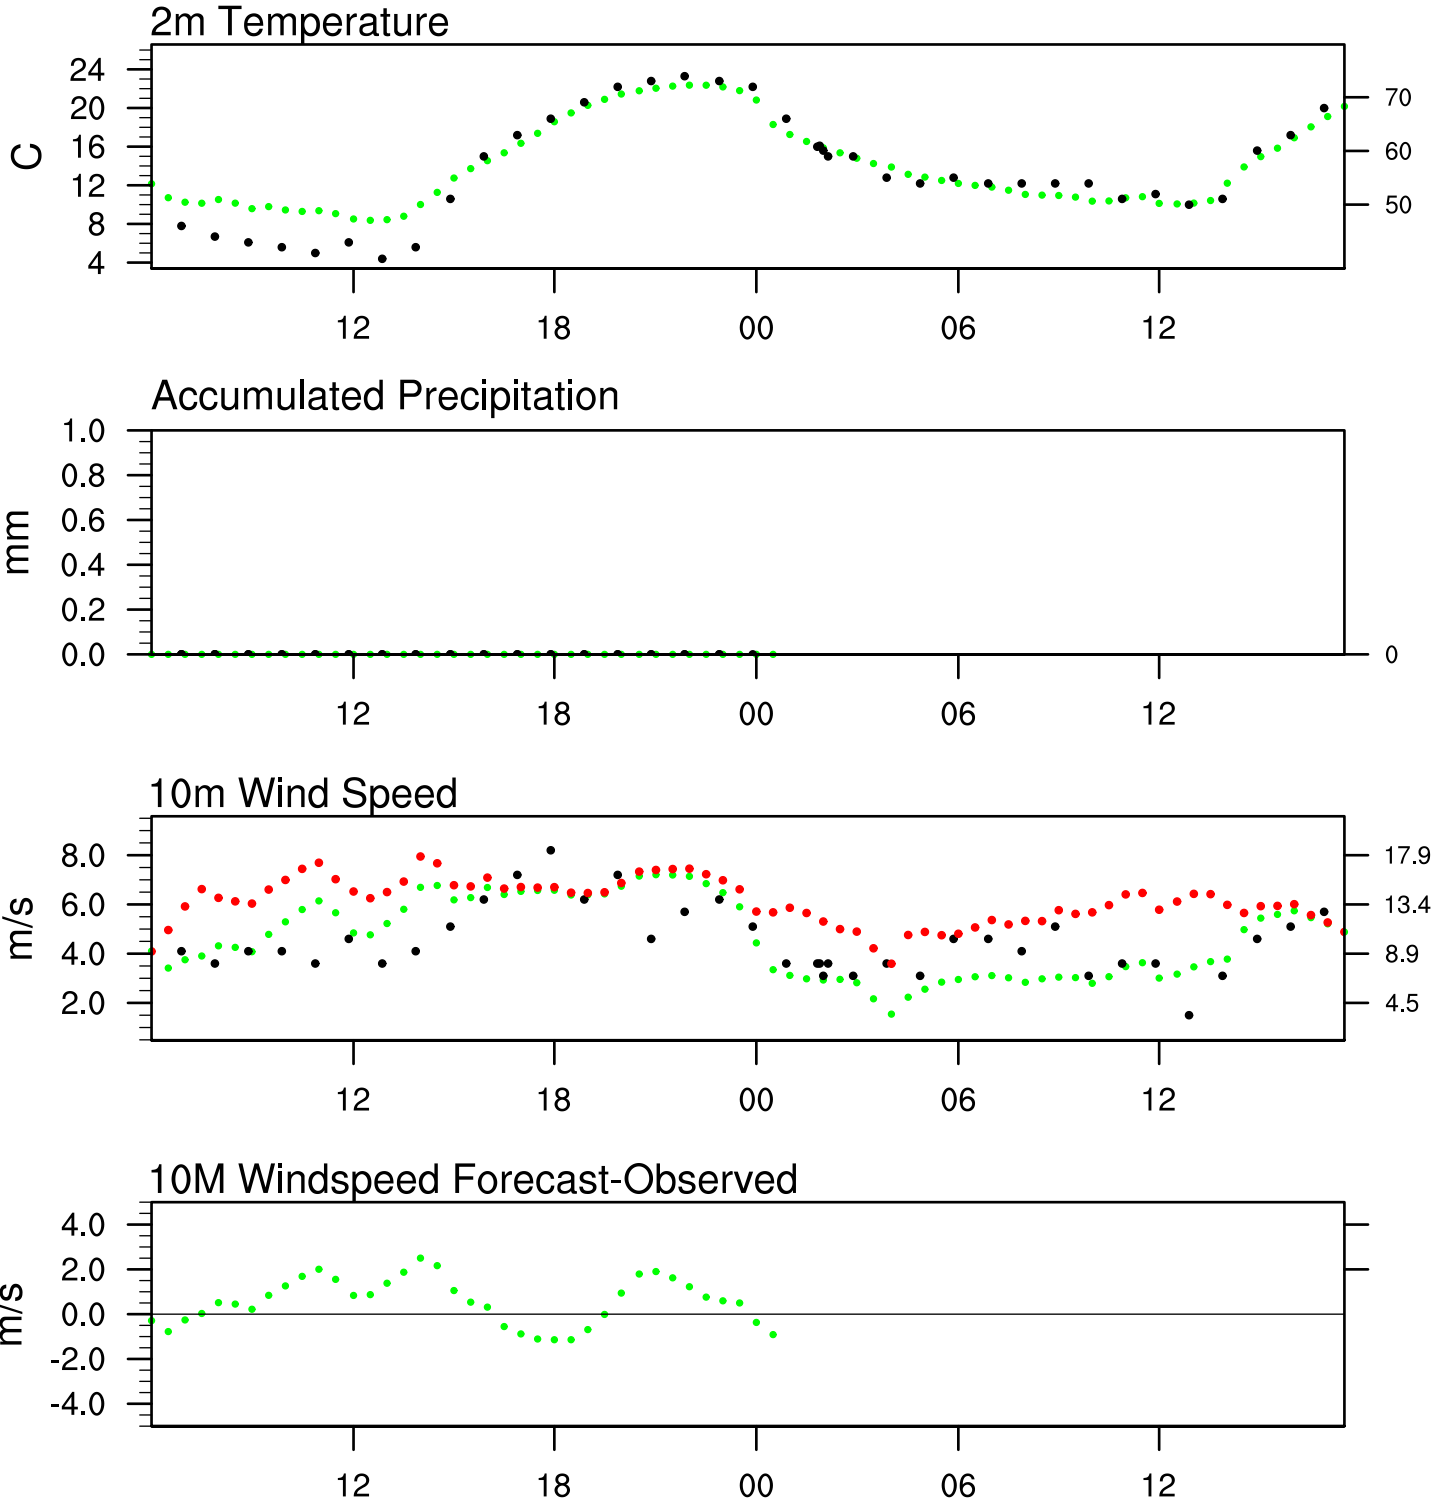 2m Temperature
24
20
16
12
8
4
C
70
60
50
12 18 00 06 12
Accumulated Precipitation
1.0
0.8
0.6
0.4
0.2
0.0
mm
0
12 18 00 06 12
10m Wind Speed
8.0
6.0
4.0
2.0
m/s
17.9
13.4
8.9
4.5
12 18 00 06 12
10M Windspeed Forecast-Observed
4.0
2.0
0.0
-2.0
-4.0
m/s
12 18 00 06 12